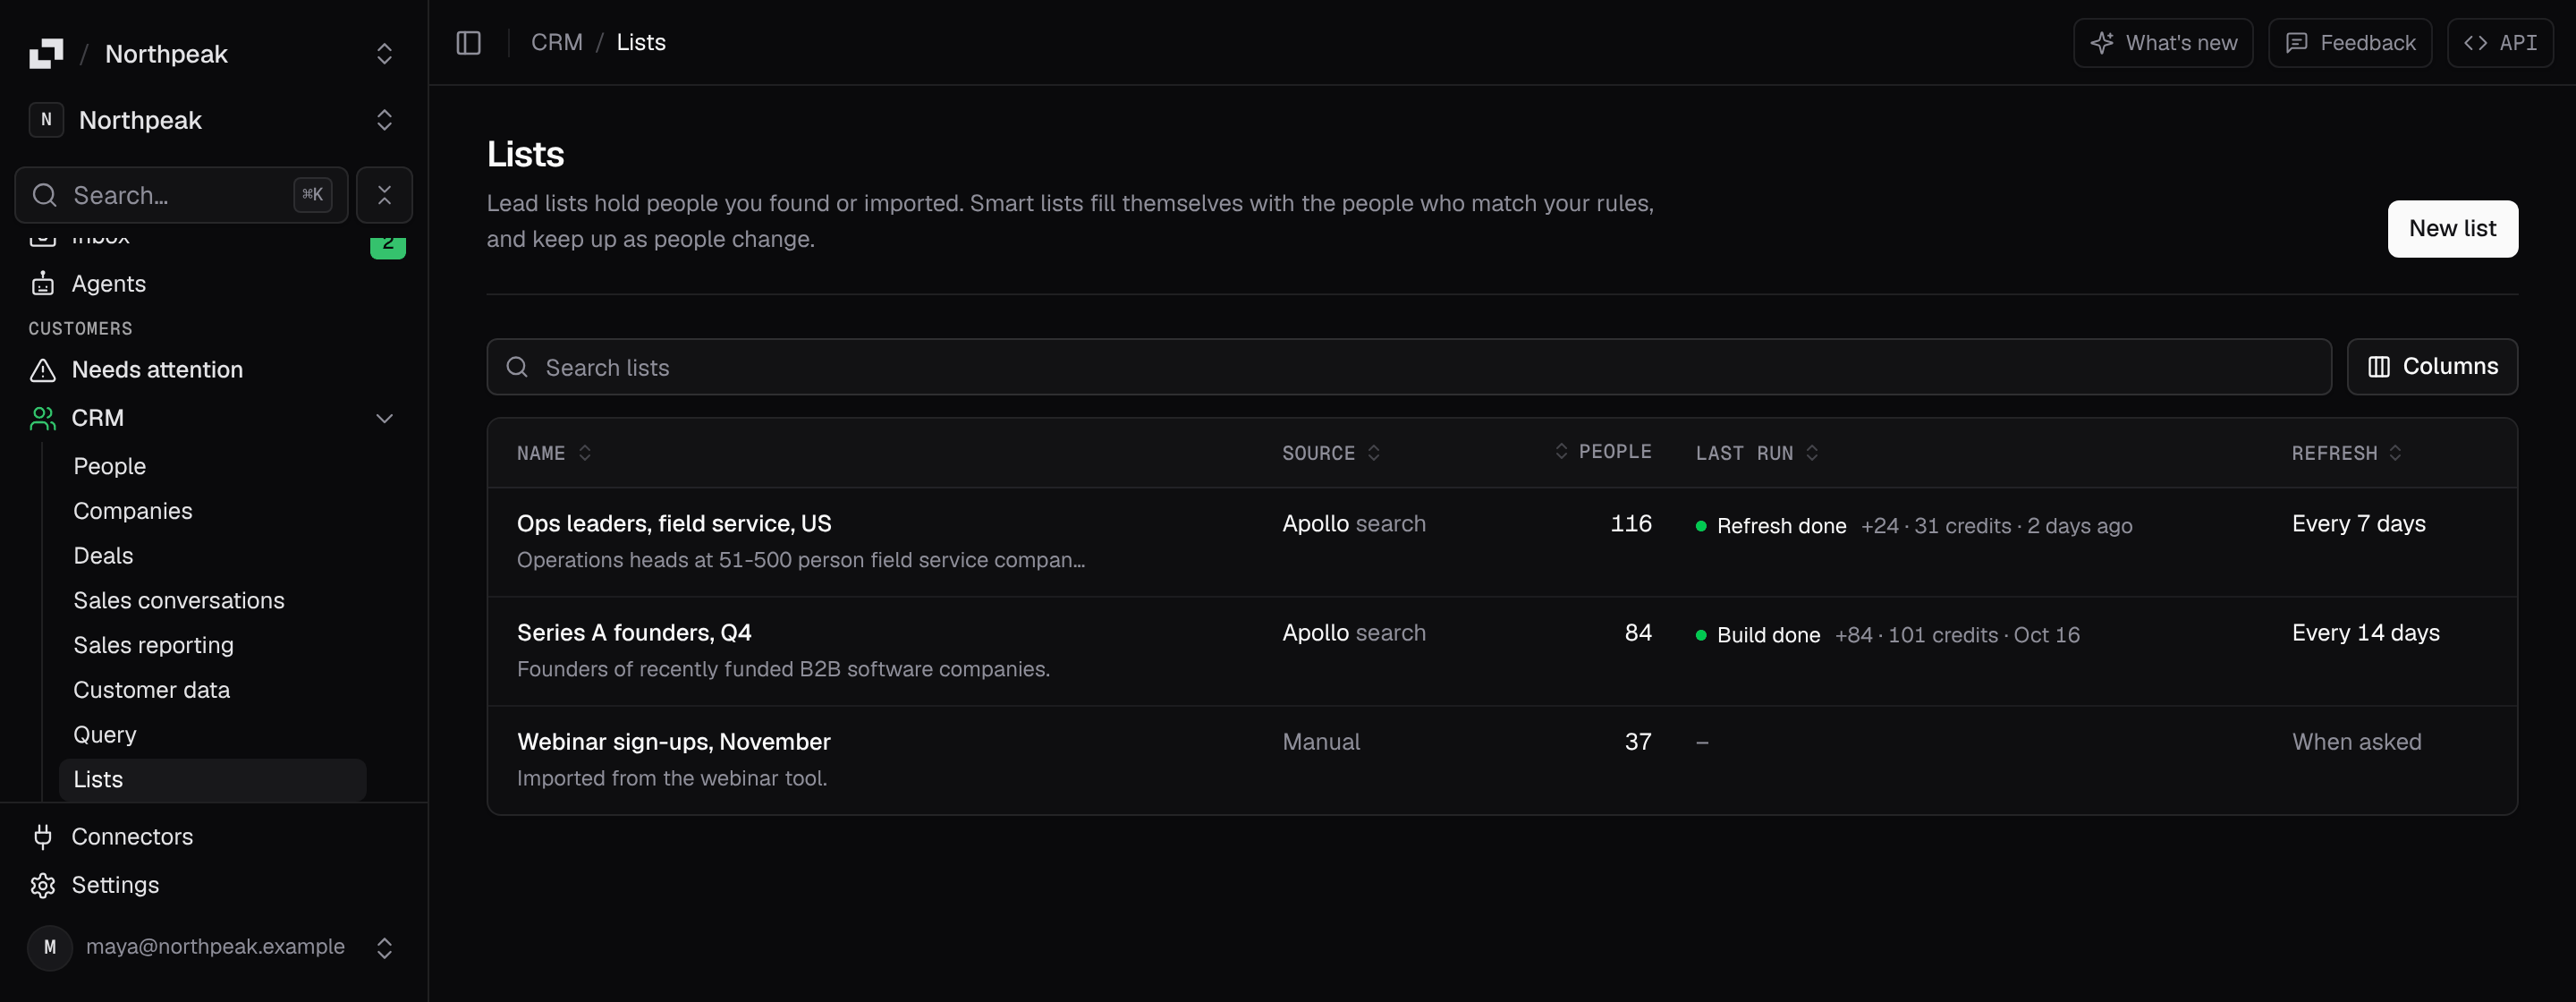 / Northpeak
N Northpeak
Search... ⌘K
Inbox 2
Agents
CUSTOMERS
Needs attention
CRM
People
Companies
Deals
Sales conversations
Sales reporting
Customer data
Query
Lists
Connectors
Settings
M maya@northpeak.example
CRM / Lists
What's new
Feedback
API
Lists
Lead lists hold people you found or imported. Smart lists fill themselves with the people who match your rules,
and keep up as people change.
New list
Search lists
Columns
NAME SOURCE PEOPLE LAST RUN REFRESH
Ops leaders, field service, US Apollo search 116 Refresh done +24 · 31 credits · 2 days ago Every 7 days
Operations heads at 51-500 person field service compan...
Series A founders, Q4 Apollo search 84 Build done +84 · 101 credits · Oct 16 Every 14 days
Founders of recently funded B2B software companies.
Webinar sign-ups, November Manual 37 – When asked
Imported from the webinar tool.